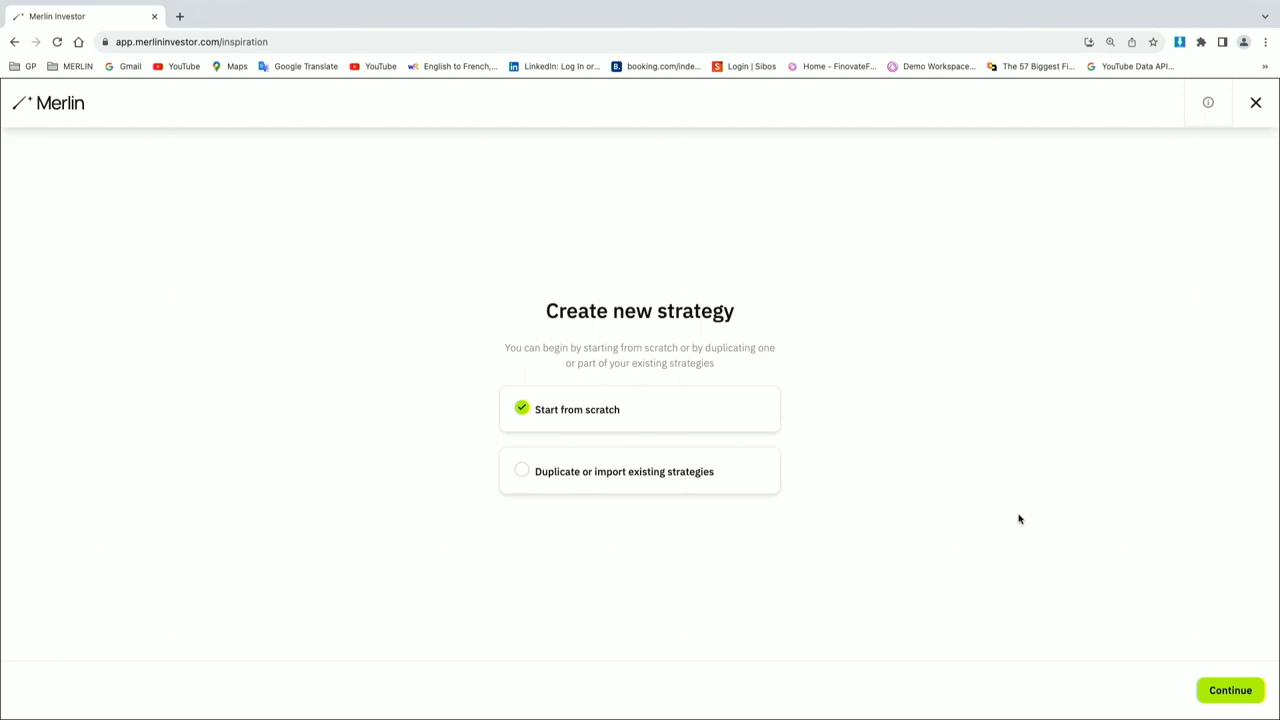 Merlin Investor
app.merlininvestor.com/inspiration
GP MERLIN Gmail YouTube Maps Google Translate YouTube English to French,... LinkedIn: Log In or... booking.com/inde... Login | Sibos Home - FinovateF... Demo Workspace... The 57 Biggest Fi... YouTube Data API... »
Merlin
Create new strategy
You can begin by starting from scratch or by duplicating one
or part of your existing strategies
Start from scratch
Duplicate or import existing strategies
Continue